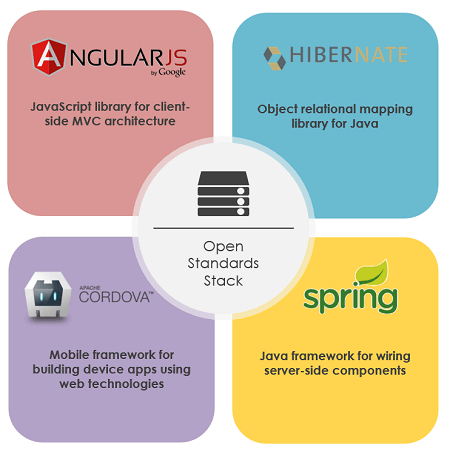 ANGULARJS
by Google
JavaScript library for client-
side MVC architecture
HIBERNATE
Object relational mapping
library for Java
Open
Standards
Stack
APACHE
CORDOVA™
Mobile framework for
building device apps using
web technologies
spring
Java framework for wiring
server-side components